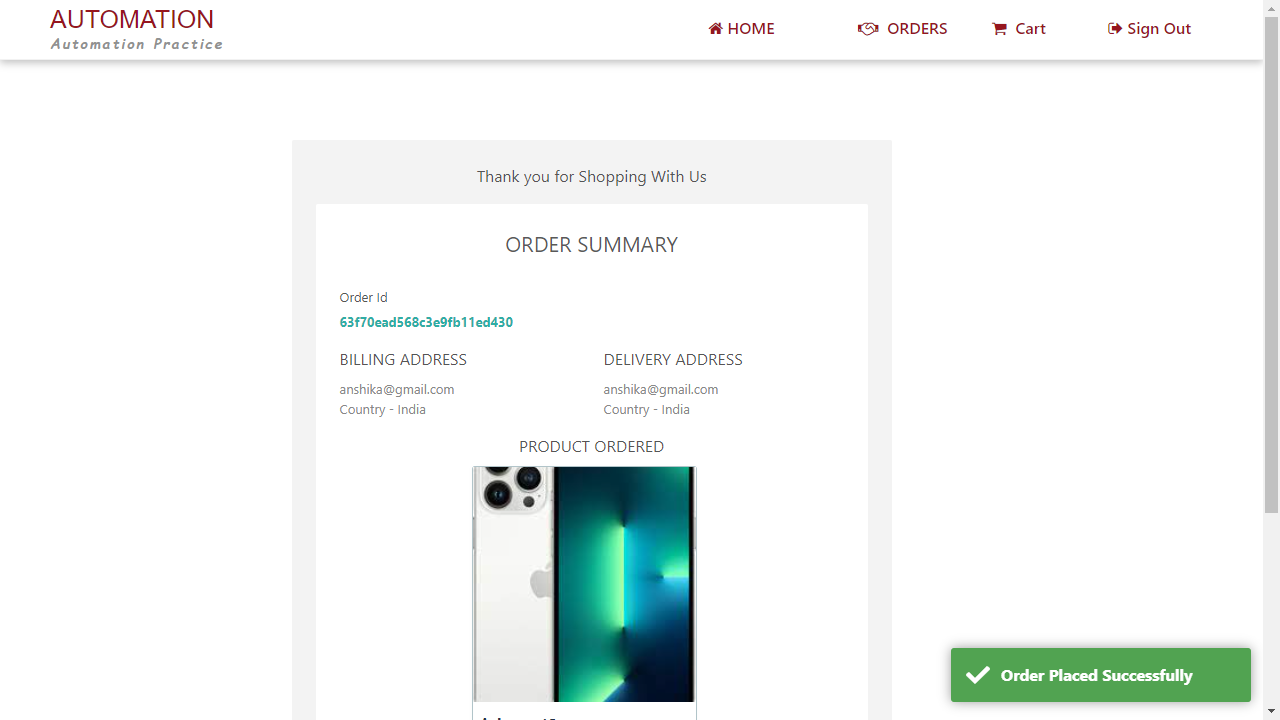 AUTOMATION
Automation Practice
HOME
ORDERS
Cart
Sign Out
Thank you for Shopping With Us
ORDER SUMMARY
Order Id
63f70ead568c3e9fb11ed430
BILLING ADDRESS
DELIVERY ADDRESS
anshika@gmail.com
anshika@gmail.com
Country - India
Country - India
PRODUCT ORDERED
Order Placed Successfully